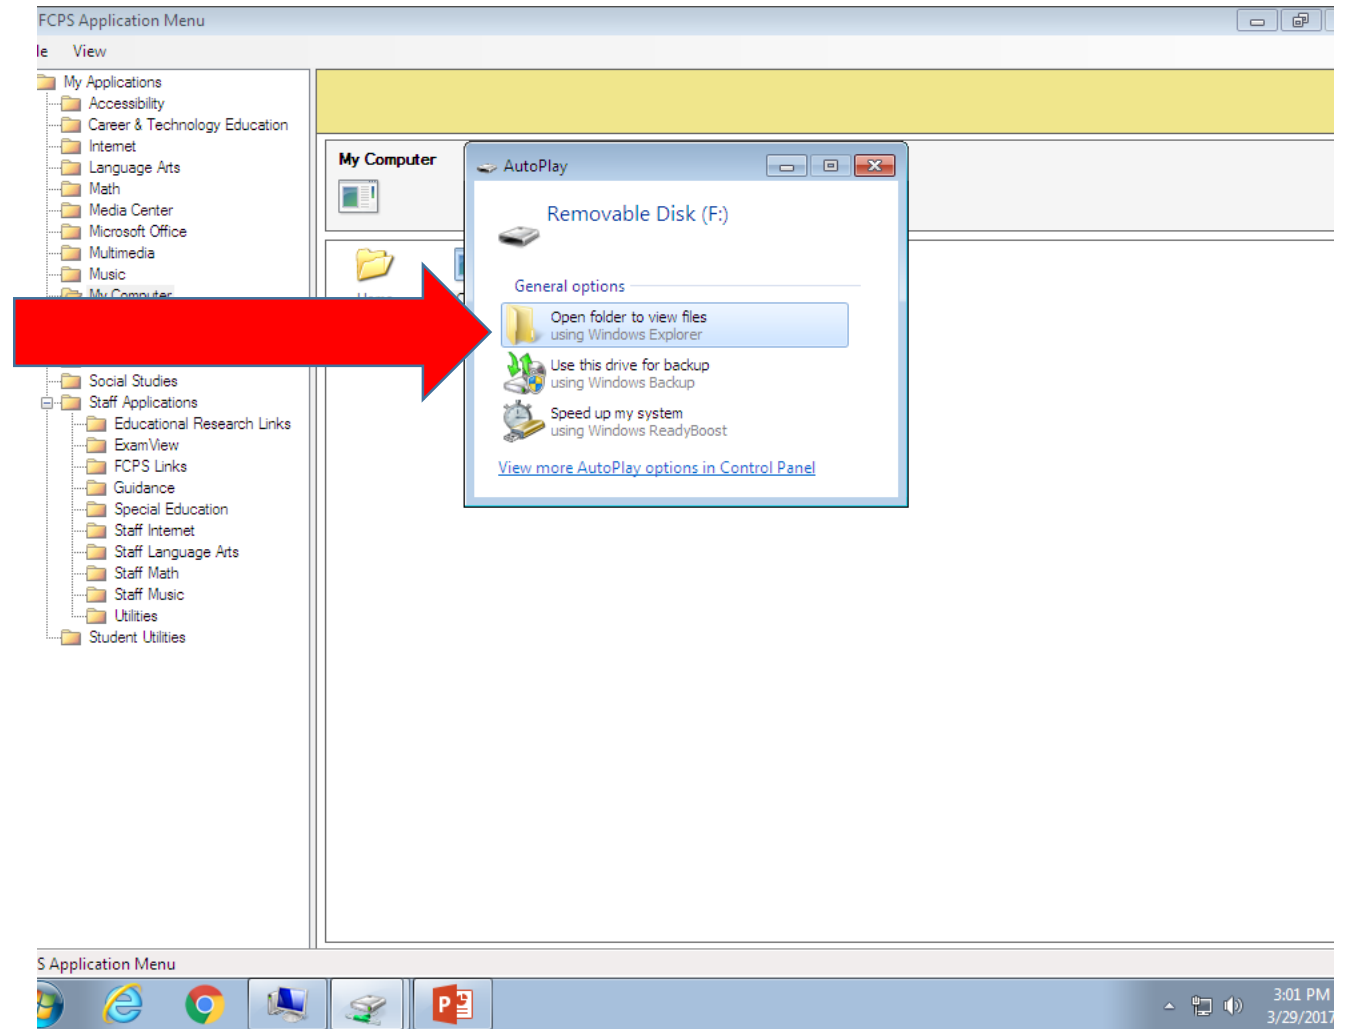 FCPS Application Menu
le View
My Applications
Accessibility
Career & Technology Education
Internet
Language Arts
Math
Media Center
Microsoft Office
Multimedia
Music
My Computer
Social Studies
Staff Applications
Educational Research Links
ExamView
FCPS Links
Guidance
Special Education
Staff Internet
Staff Language Arts
Staff Math
Staff Music
Utilities
Student Utilities
My Computer
AutoPlay
Removable Disk (F:)
General options
Open folder to view files
using Windows Explorer
Use this drive for backup
using Windows Backup
Speed up my system
using Windows ReadyBoost
View more AutoPlay options in Control Panel
S Application Menu
3:01 PM
3/29/2017